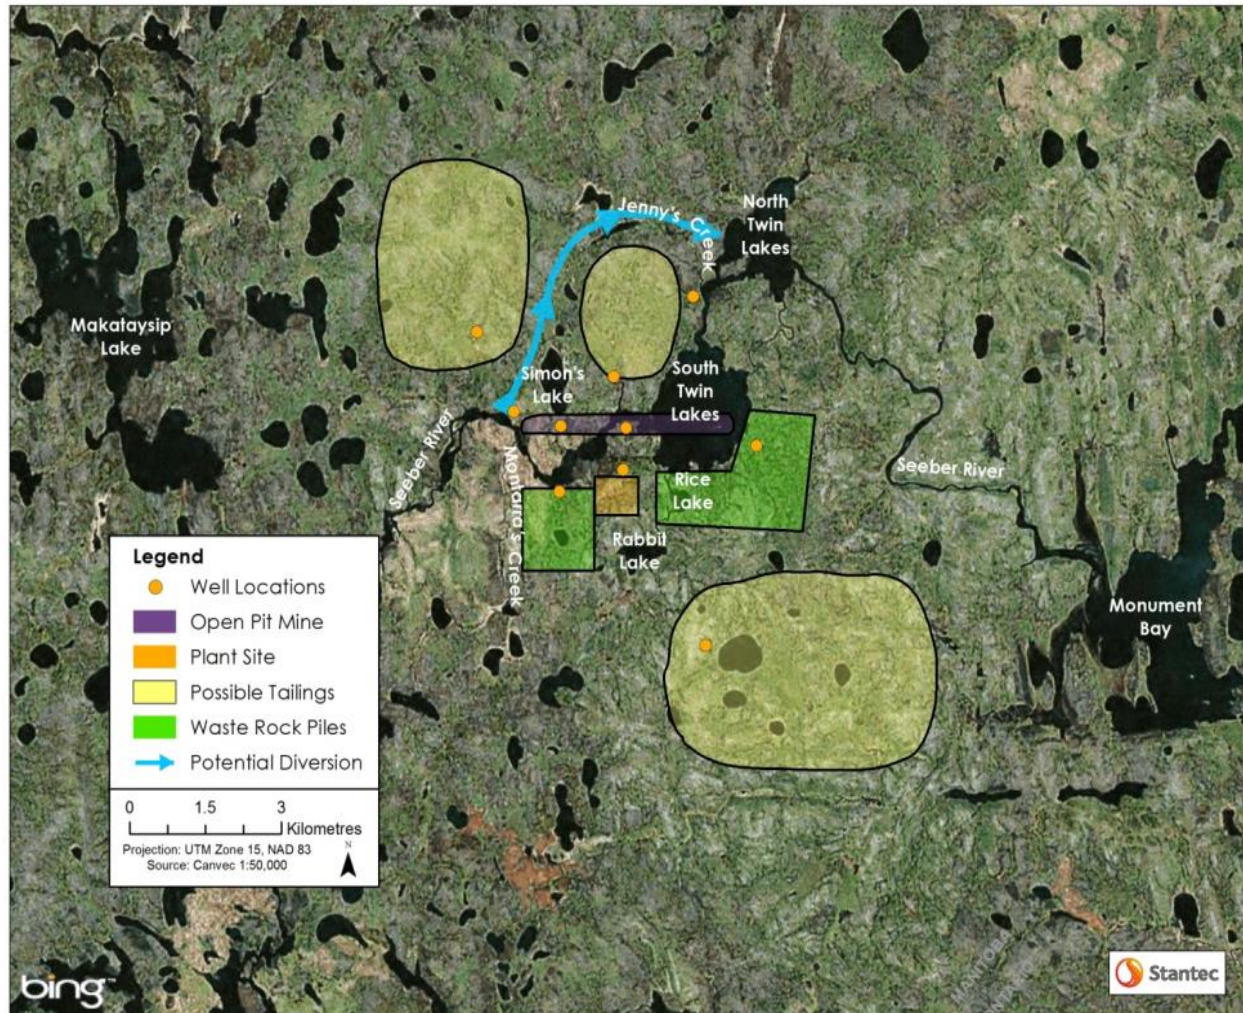 Jenny's Creek
North
Twin
Lakes
Makataysip
Lake
Simon's
Lake
South
Twin
Lakes
Seeber River
Montarra's Creek
Rice
Lake
Seeber River
Rabbit
Lake
Monument
Bay
Legend
Well Locations
Open Pit Mine
Plant Site
Possible Tailings
Waste Rock Piles
Potential Diversion
0 1.5 3
Kilometres
Projection: UTM Zone 15, NAD 83
Source: Canvec 1:50,000
N
bing
Stantec